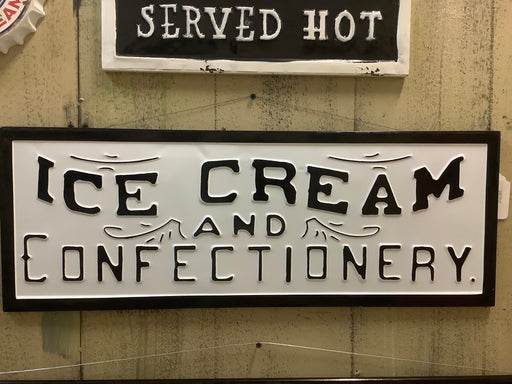 SERVED HOT
ICE CREAM
AND
CONFECTIONERY.